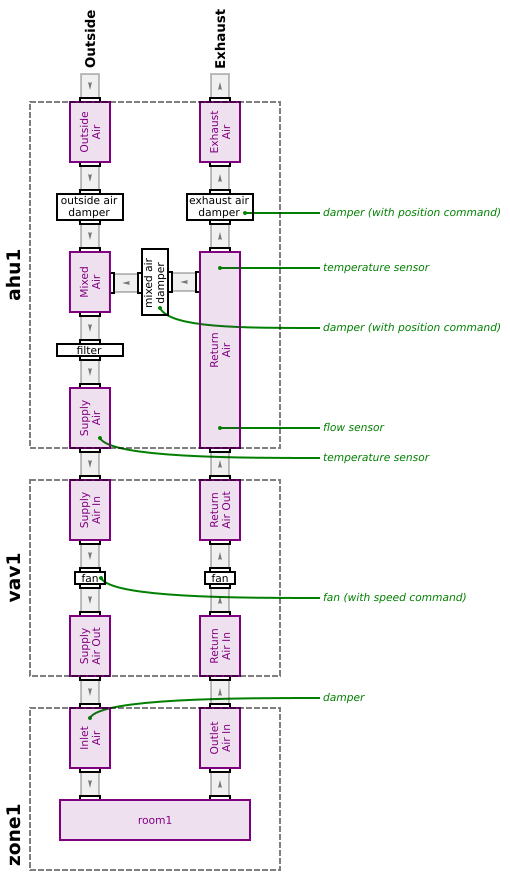 Outside
Exhaust
ahu1
Outside
Air
Exhaust
Air
outside air
damper
exhaust air
damper
damper (with position command)
Mixed
Air
mixed air
damper
Return
Air
temperature sensor
damper (with position command)
filter
Supply
Air
flow sensor
temperature sensor
vav1
Supply
Air In
Return
Air Out
fan
fan
fan (with speed command)
Supply
Air Out
Return
Air In
damper
zone1
Inlet
Air
Outlet
Air In
room1